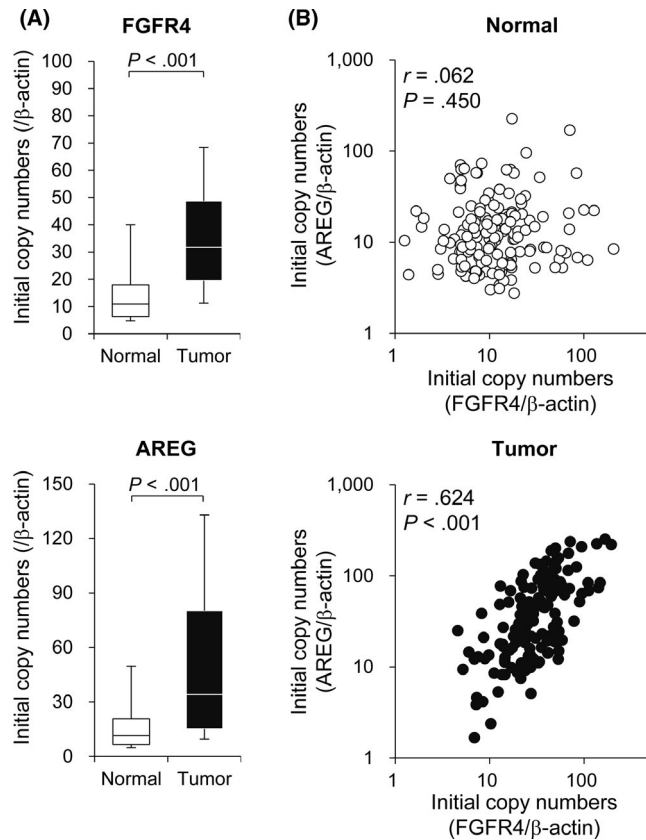 (A)
FGFR4
P < .001
Initial copy numbers (/β-actin)
100
90
80
70
60
50
40
30
20
10
0
Normal Tumor
(B)
Normal
r = .062
P = .450
Initial copy numbers
(AREG/β-actin)
1,000
100
10
1
1 10 100
Initial copy numbers
(FGFR4/β-actin)
AREG
P < .001
Initial copy numbers (/β-actin)
150
120
90
60
30
0
Normal Tumor
Tumor
r = .624
P < .001
Initial copy numbers
(AREG/β-actin)
1,000
100
10
1
1 10 100
Initial copy numbers
(FGFR4/β-actin)